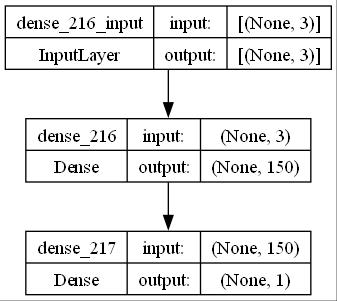 dense_216_input input: [(None, 3)]
InputLayer output: [(None, 3)]
dense_216 input: (None, 3)
Dense output: (None, 150)
dense_217 input: (None, 150)
Dense output: (None, 1)